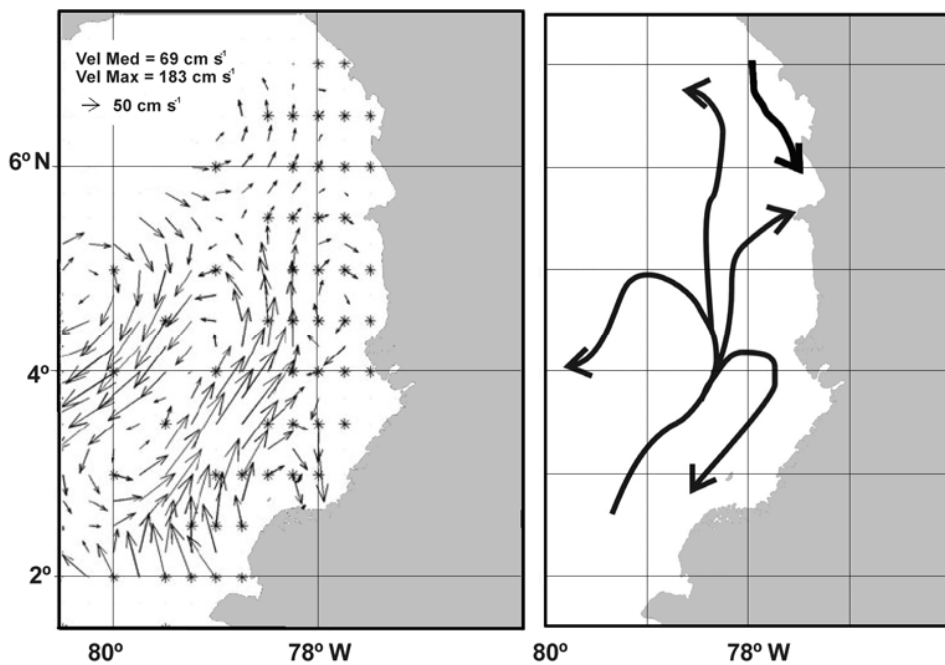 Vel Med = 69 cm s⁻¹
Vel Max = 183 cm s⁻¹
50 cm s⁻¹
6º N
4º
2º
80º 78º W 80º 78º W